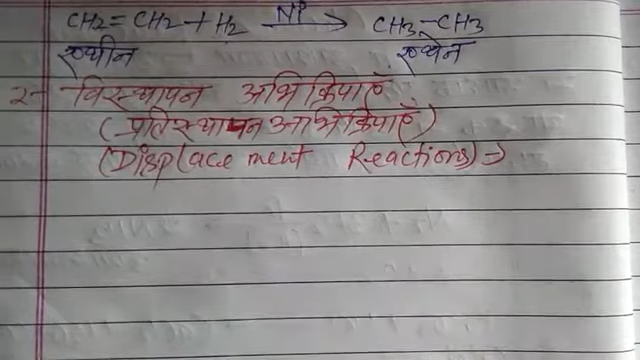 CH2=CH2+H2 Ni→ CH3-CH3
एथीन एथेन
2- विस्थापन अभिक्रियाएँ
(प्रतिस्थापन अभिक्रियाएँ)
(Displacement Reactions)⇒